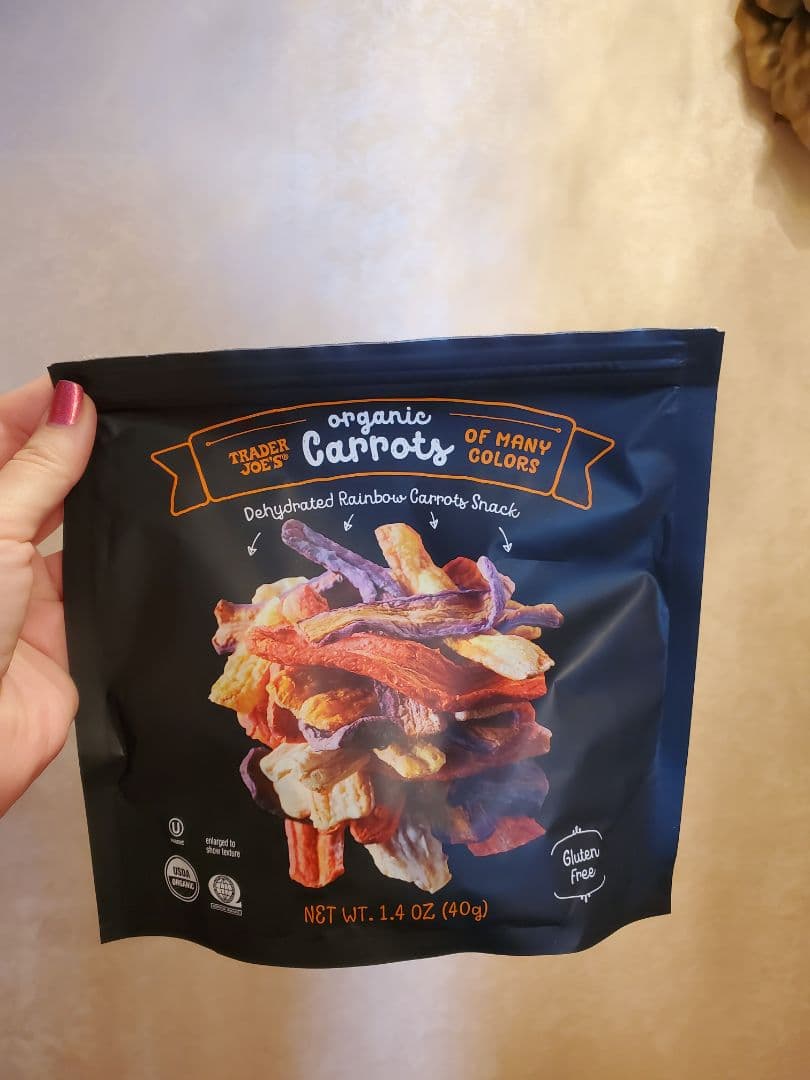 organic
TRADER JOE'S® Carrots OF MANY COLORS
Dehydrated Rainbow Carrots Snack
U
enlarged to
show texture
USDA
ORGANIC
Gluten
Free
NET WT. 1.4 OZ (40g)